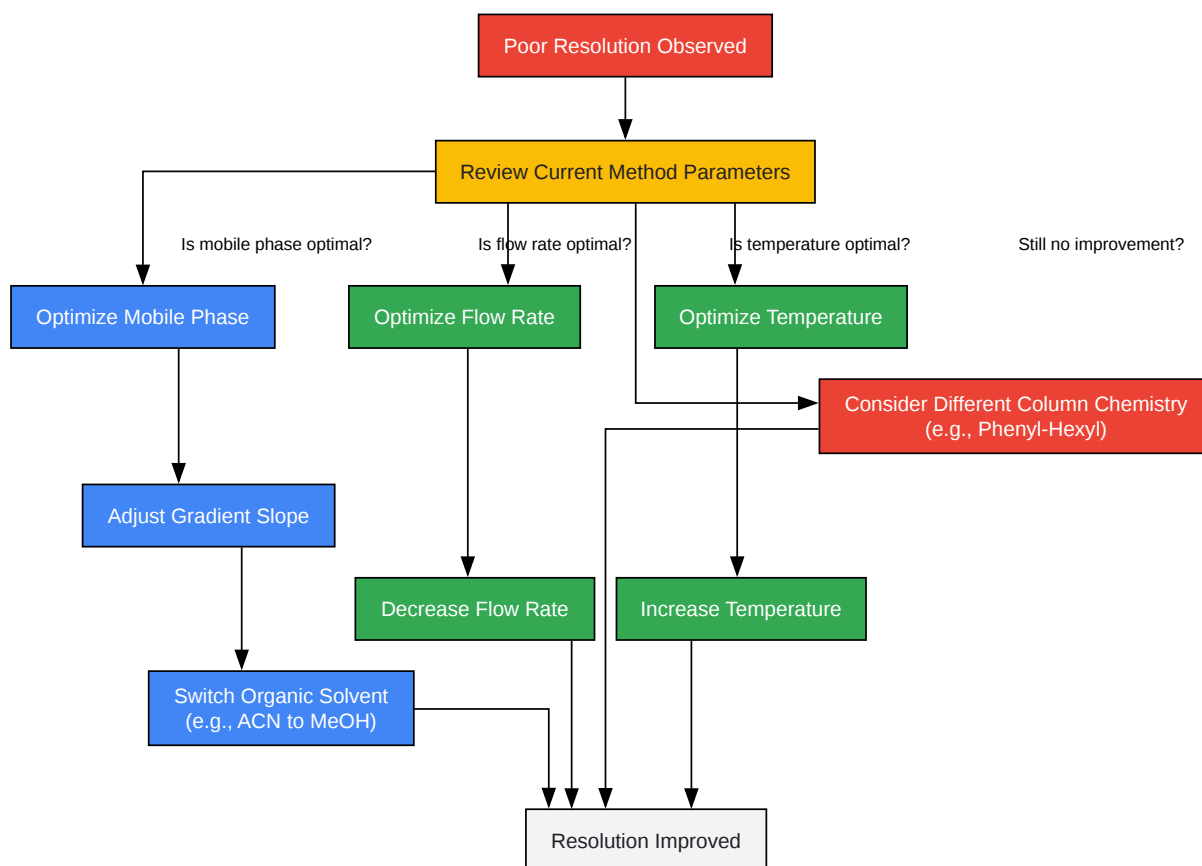 Poor Resolution Observed
Review Current Method Parameters
Is mobile phase optimal?
Is flow rate optimal?
Is temperature optimal?
Still no improvement?
Optimize Mobile Phase
Optimize Flow Rate
Optimize Temperature
Consider Different Column Chemistry
(e.g., Phenyl-Hexyl)
Adjust Gradient Slope
Decrease Flow Rate
Increase Temperature
Switch Organic Solvent
(e.g., ACN to MeOH)
Resolution Improved